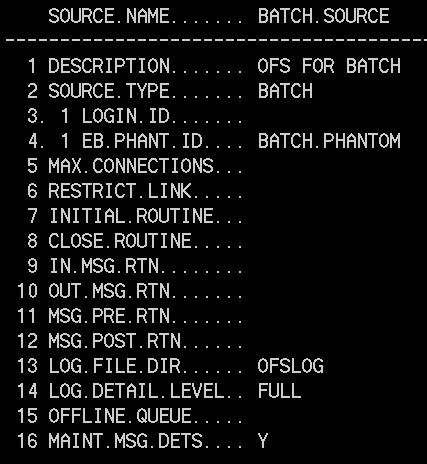 SOURCE.NAME....... BATCH.SOURCE
------------------------------------------------
1 DESCRIPTION....... OFS FOR BATCH
2 SOURCE.TYPE....... BATCH
3. 1 LOGIN.ID.......
4. 1 EB.PHANT.ID.... BATCH.PHANTOM
5 MAX.CONNECTIONS...
6 RESTRICT.LINK.....
7 INITIAL.ROUTINE...
8 CLOSE.ROUTINE.....
9 IN.MSG.RTN........
10 OUT.MSG.RTN.......
11 MSG.PRE.RTN.......
12 MSG.POST.RTN......
13 LOG.FILE.DIR...... OFSLOG
14 LOG.DETAIL.LEVEL.. FULL
15 OFFLINE.QUEUE.....
16 MAINT.MSG.DETS.... Y